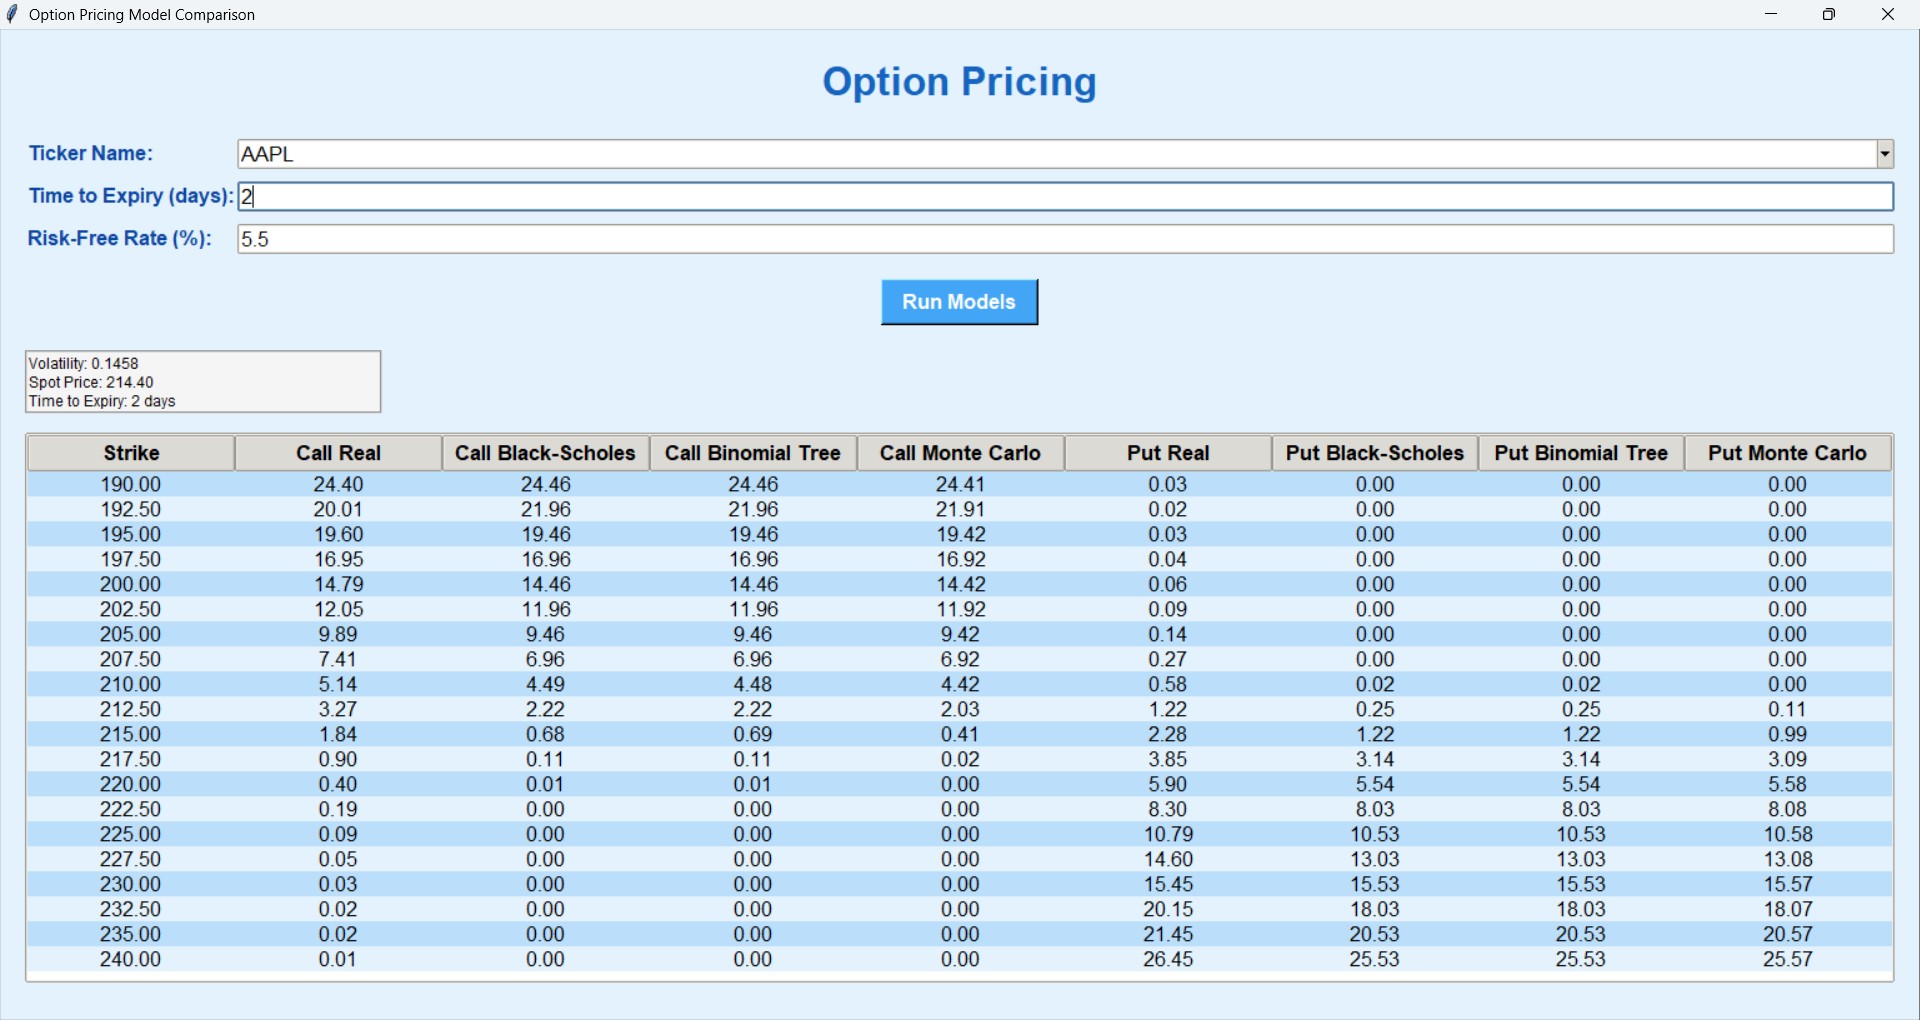 Option Pricing Model Comparison
Option Pricing
Ticker Name: AAPL
Time to Expiry (days): 2
Risk-Free Rate (%): 5.5
Run Models
Volatility: 0.1458
Spot Price: 214.40
Time to Expiry: 2 days
Strike Call Real Call Black-Scholes Call Binomial Tree Call Monte Carlo Put Real Put Black-Scholes Put Binomial Tree Put Monte Carlo
190.00 24.40 24.46 24.46 24.41 0.03 0.00 0.00 0.00
192.50 20.01 21.96 21.96 21.91 0.02 0.00 0.00 0.00
195.00 19.60 19.46 19.46 19.42 0.03 0.00 0.00 0.00
197.50 16.95 16.96 16.96 16.92 0.04 0.00 0.00 0.00
200.00 14.79 14.46 14.46 14.42 0.06 0.00 0.00 0.00
202.50 12.05 11.96 11.96 11.92 0.09 0.00 0.00 0.00
205.00 9.89 9.46 9.46 9.42 0.14 0.00 0.00 0.00
207.50 7.41 6.96 6.96 6.92 0.27 0.00 0.00 0.00
210.00 5.14 4.49 4.48 4.42 0.58 0.02 0.02 0.00
212.50 3.27 2.22 2.22 2.03 1.22 0.25 0.25 0.11
215.00 1.84 0.68 0.69 0.41 2.28 1.22 1.22 0.99
217.50 0.90 0.11 0.11 0.02 3.85 3.14 3.14 3.09
220.00 0.40 0.01 0.01 0.00 5.90 5.54 5.54 5.58
222.50 0.19 0.00 0.00 0.00 8.30 8.03 8.03 8.08
225.00 0.09 0.00 0.00 0.00 10.79 10.53 10.53 10.58
227.50 0.05 0.00 0.00 0.00 14.60 13.03 13.03 13.08
230.00 0.03 0.00 0.00 0.00 15.45 15.53 15.53 15.57
232.50 0.02 0.00 0.00 0.00 20.15 18.03 18.03 18.07
235.00 0.02 0.00 0.00 0.00 21.45 20.53 20.53 20.57
240.00 0.01 0.00 0.00 0.00 26.45 25.53 25.53 25.57